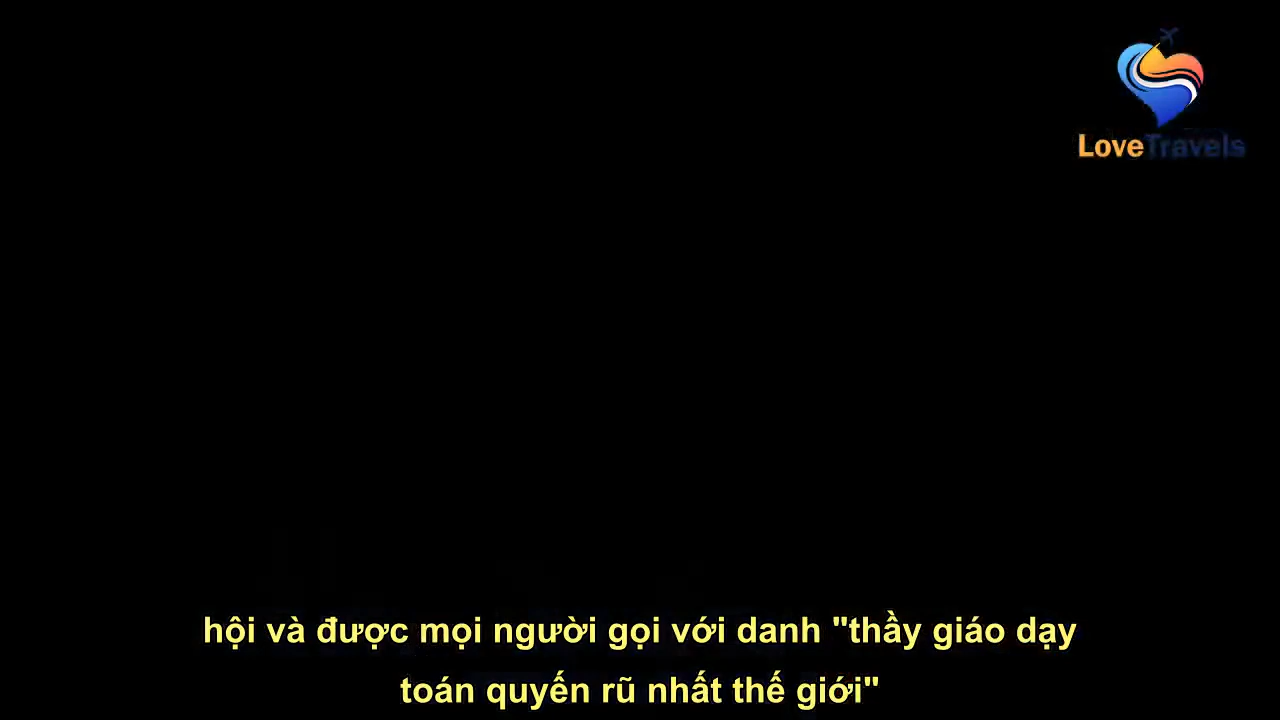 LoveTravels
hội và được mọi người gọi với danh "thầy giáo dạy
toán quyến rũ nhất thế giới"